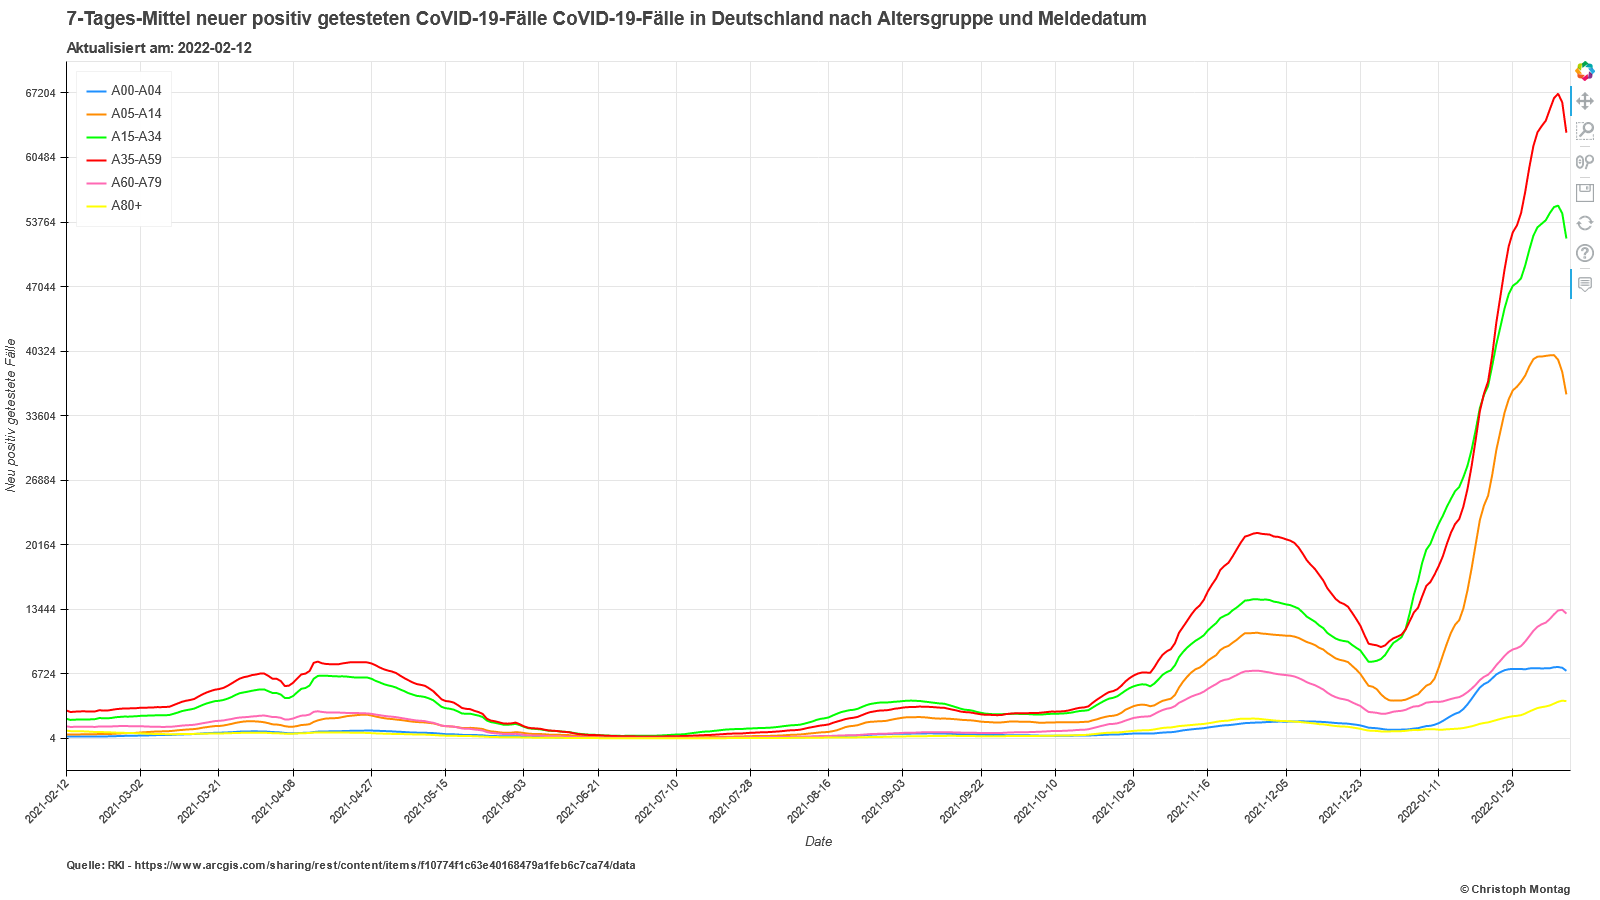 7-Tages-Mittel neuer positiv getesteten CoVID-19-Fälle CoVID-19-Fälle in Deutschland nach Altersgruppe und Meldedatum
Aktualisiert am: 2022-02-12
A00-A04
A05-A14
A15-A34
A35-A59
A60-A79
A80+
67204
60484
53764
47044
40324
33604
26884
20164
13444
6724
4
Neu positiv getestete Fälle
2021-02-12
2021-03-02
2021-03-21
2021-04-08
2021-04-27
2021-05-15
2021-06-03
2021-06-21
2021-07-10
2021-07-28
2021-08-16
2021-09-03
2021-09-22
2021-10-10
2021-10-29
2021-11-16
2021-12-05
2021-12-23
2022-01-11
2022-01-29
Date
Quelle: RKI - https://www.arcgis.com/sharing/rest/content/items/f10774f1c63e40168479a1feb6c7ca74/data
© Christoph Montag